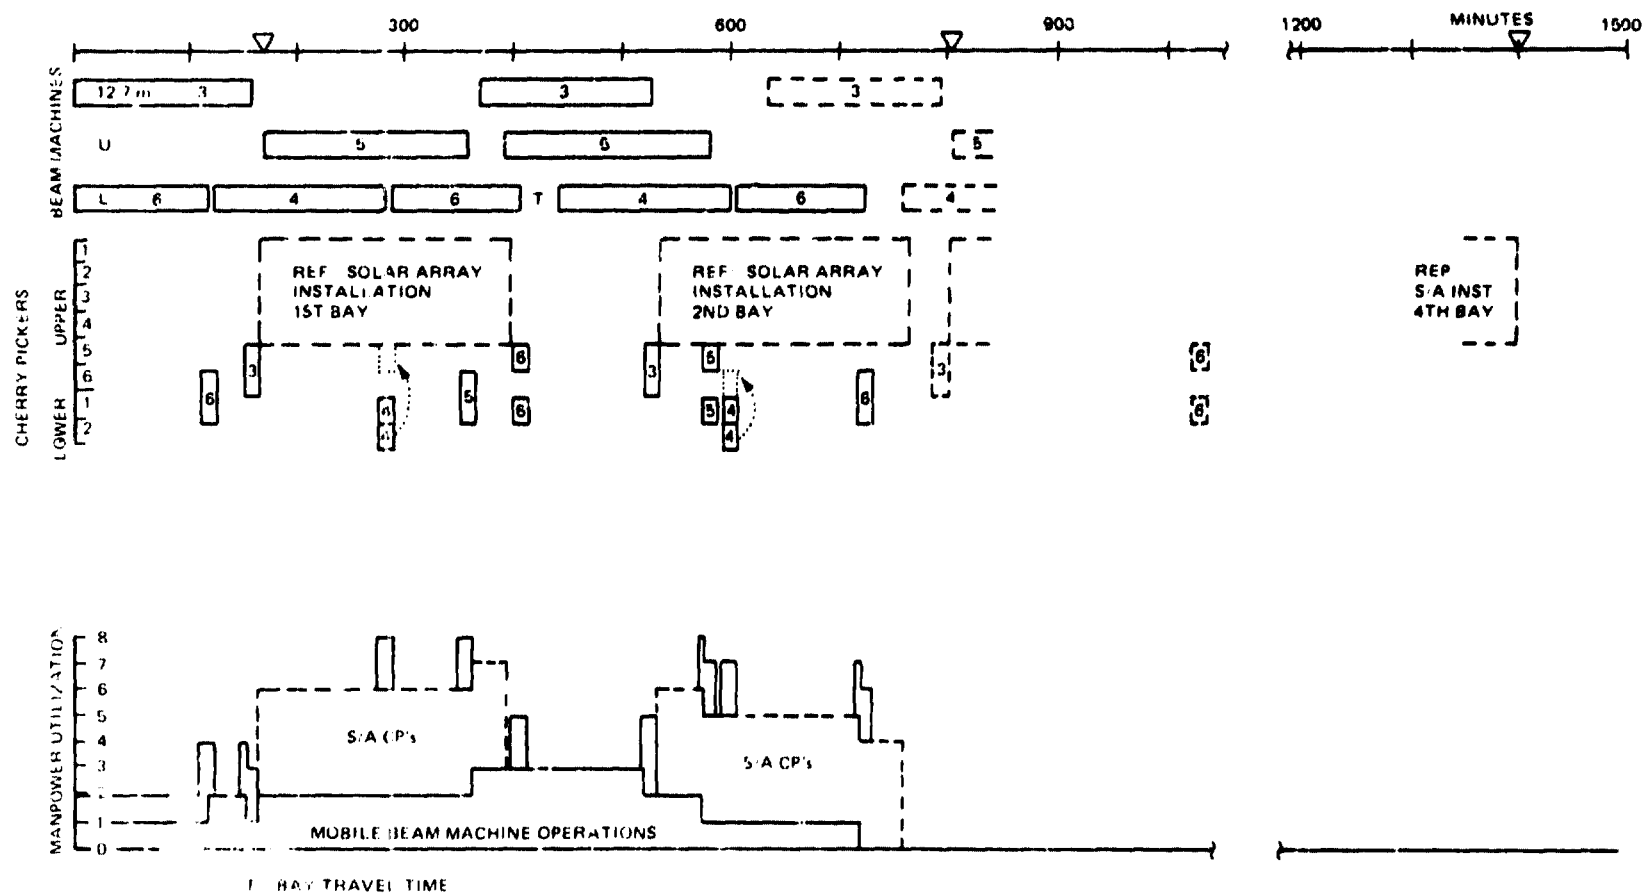 300 600 900 1200 MINUTES 1500
BEAM MACHINES
12.7 m 3 3 3
U 5 5 5
L 6 4 6 T 4 6 4
CHERRY PICKERS
UPPER
LOWER
1
2
3
4
5
6
1
2
REF SOLAR ARRAY
INSTALLATION
1ST BAY
REF SOLAR ARRAY
INSTALLATION
2ND BAY
REP
S/A INST
4TH BAY
6 3 4 4 5 6 6 3 6 5 4 4 6 3 6 6
MANPOWER UTILIZATION
8
7
6
5
4
3
1
0
S/A CP's
S/A CP's
MOBILE BEAM MACHINE OPERATIONS
BAY TRAVEL TIME